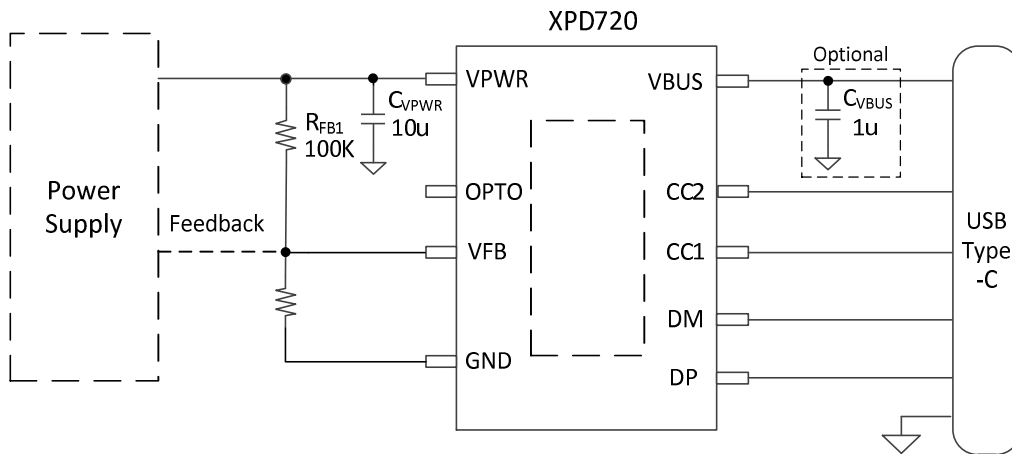 XPD720
Optional
VPWR
VBUS
CVPWR
10u
CVBUS
1u
RFB1
100K
Power
Supply
OPTO
CC2
Feedback
VFB
CC1
USB
Type
-C
DM
GND
DP